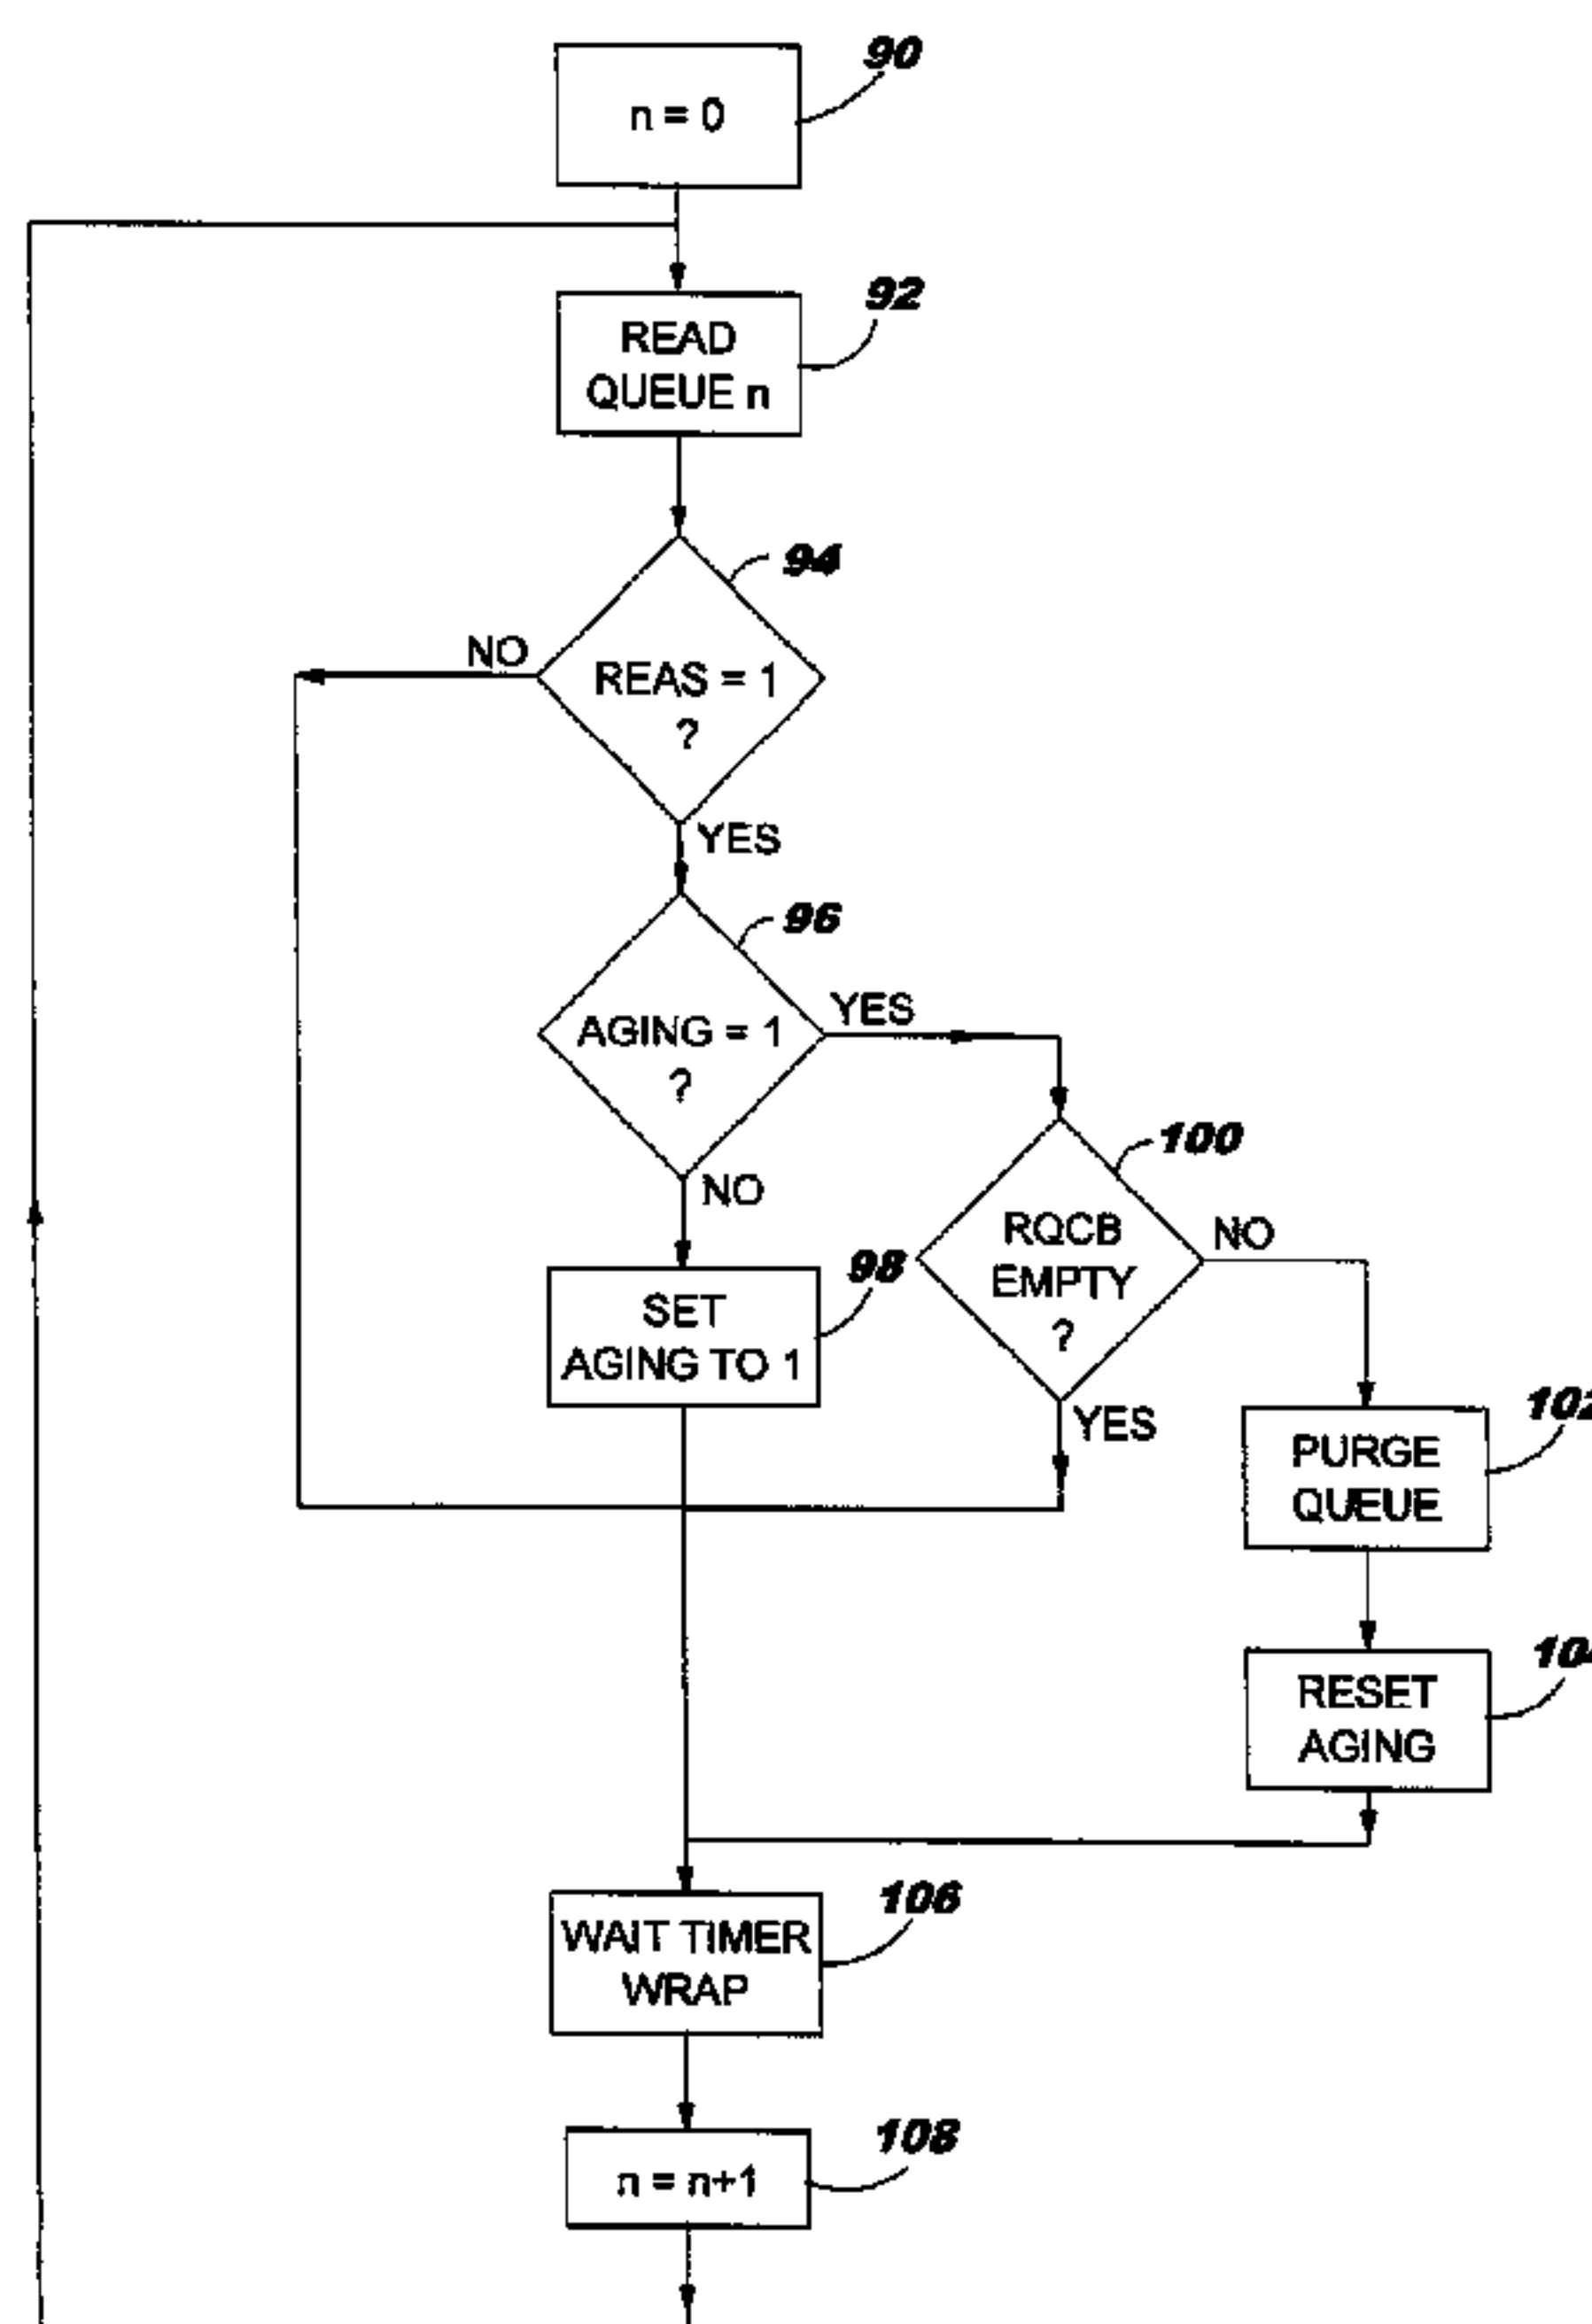 90
n = 0
92
READ
QUEUE n
94
NO
REAS = 1
?
YES
96
YES
AGING = 1
?
100
NO
RQCB
EMPTY
?
NO
98
SET
AGING TO 1
YES
102
PURGE
QUEUE
RESET
AGING
106
WAIT TIMER
WRAP
108
n = n+1